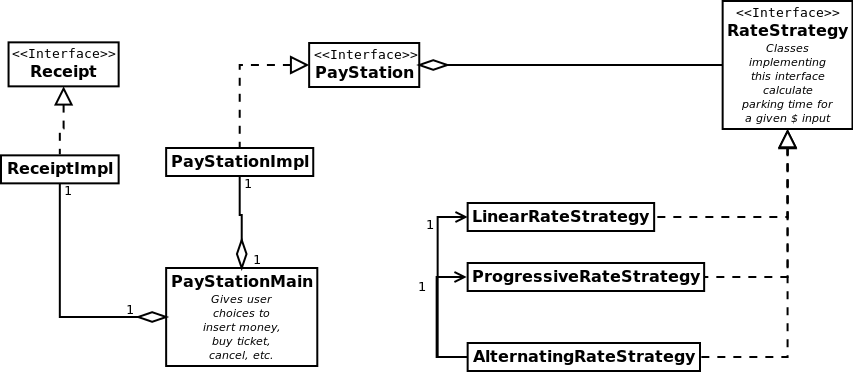 <<Interface>>
Receipt
<<Interface>>
PayStation
<<Interface>>
RateStrategy
Classes
implementing
this interface
calculate
parking time for
a given $ input
ReceiptImpl
1
PayStationImpl
1
LinearRateStrategy
1
ProgressiveRateStrategy
1
AlternatingRateStrategy
1
PayStationMain
Gives user
choices to
insert money,
buy ticket,
cancel, etc.
1